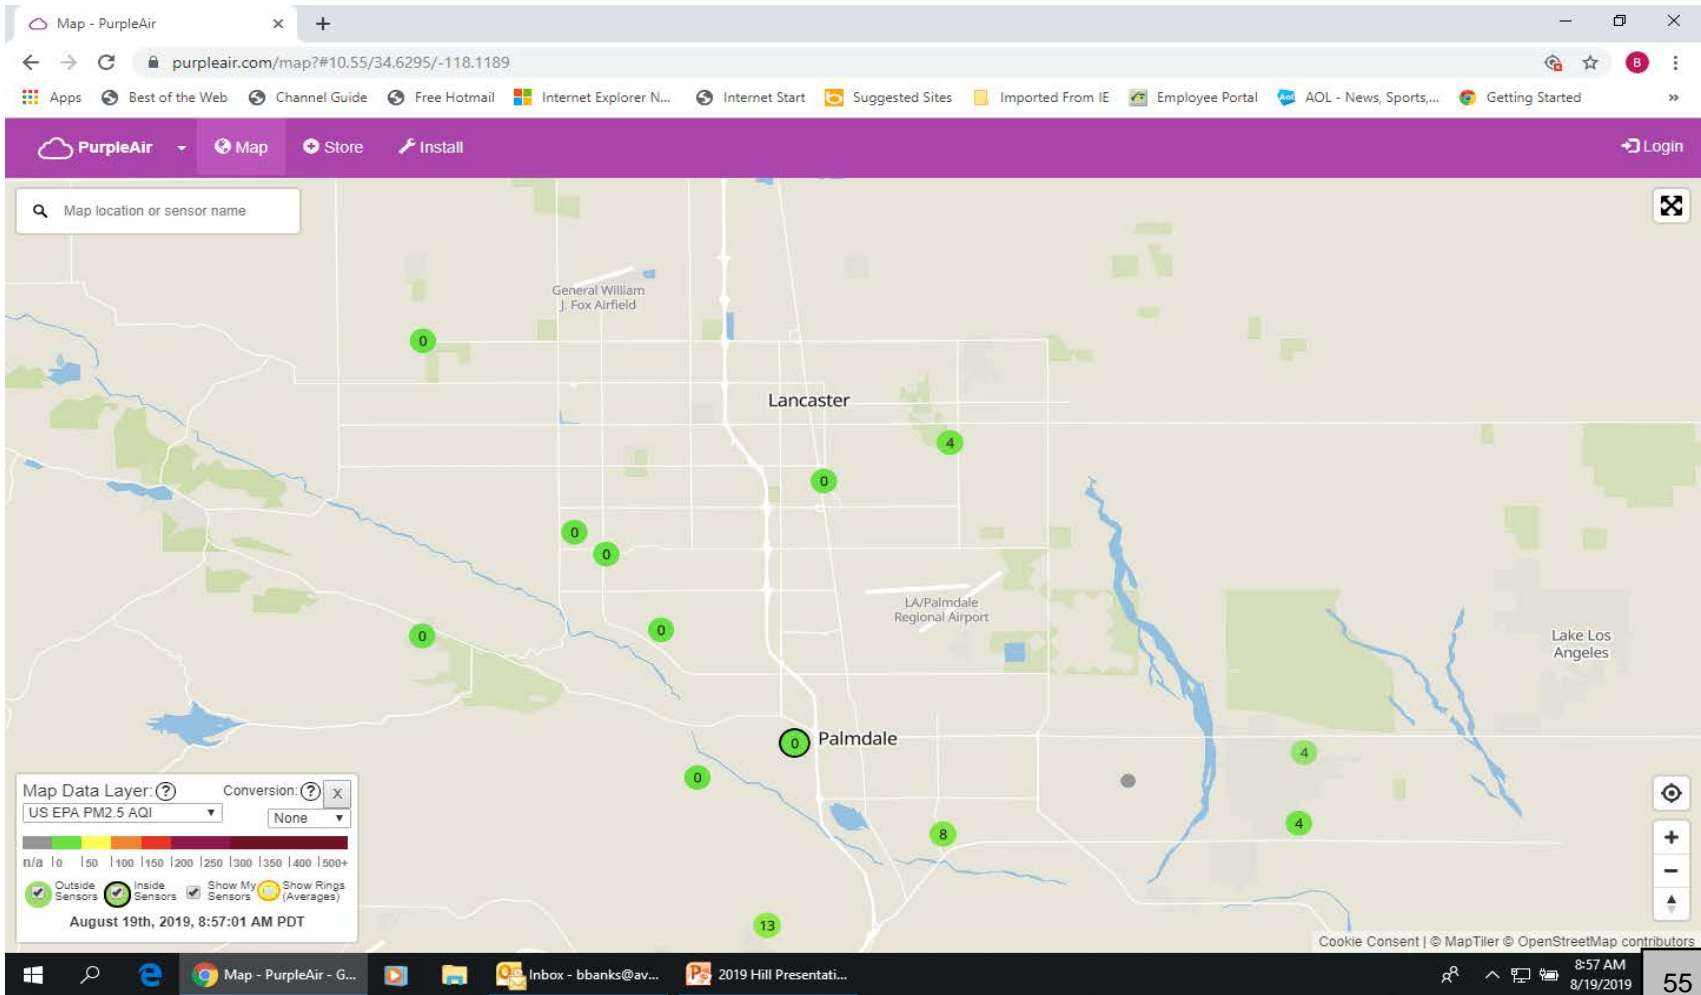 Map - PurpleAir
purpleair.com/map?#10.55/34.6295/-118.1189
B
Apps Best of the Web Channel Guide Free Hotmail Internet Explorer N... Internet Start Suggested Sites Imported From IE Employee Portal AOL - News, Sports,... Getting Started »
PurpleAir Map Store Install Login
Map location or sensor name
General William
J. Fox Airfield
0
Lancaster
4
0
0
0
LA/Palmdale
Regional Airport
0
0
Lake Los
Angeles
0 Palmdale
4
0
4
8
13
Map Data Layer: ? Conversion: ? X
US EPA PM2.5 AQI None
n/a |0 |50 |100 |150 |200 |250 |300 |350 |400 |500+
Outside
Sensors
Inside
Sensors
Show My
Sensors
Show Rings
(Averages)
August 19th, 2019, 8:57:01 AM PDT
Cookie Consent | © MapTiler © OpenStreetMap contributors
Map - PurpleAir - G... Inbox - bbanks@av... 2019 Hill Presentati...
8:57 AM
8/19/2019
55